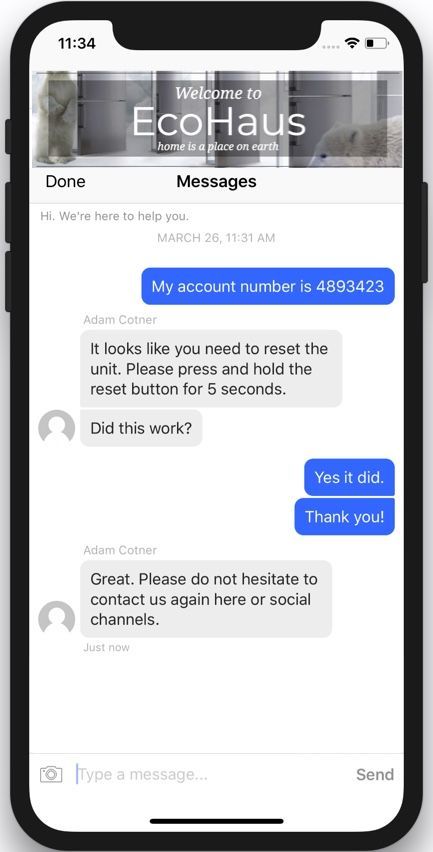 11:34
Welcome to
EcoHaus
home is a place on earth
Done
Messages
Hi. We're here to help you.
MARCH 26, 11:31 AM
My account number is 4893423
Adam Cotner
It looks like you need to reset the
unit. Please press and hold the
reset button for 5 seconds.
Did this work?
Yes it did.
Thank you!
Adam Cotner
Great. Please do not hesitate to
contact us again here or social
channels.
Just now
Type a message...
Send